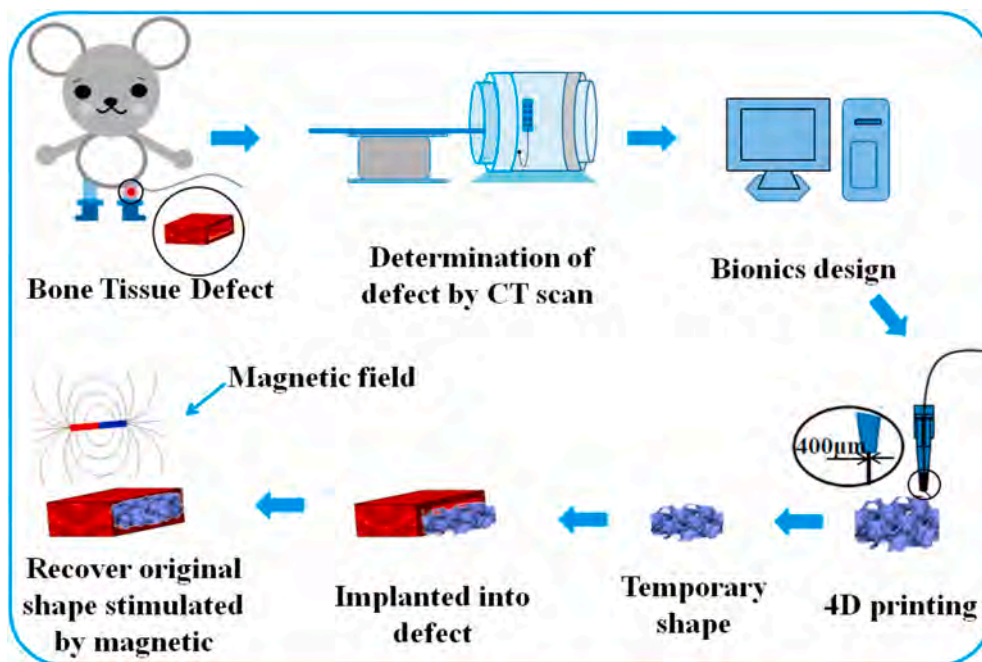 Bone Tissue Defect
Determination of
defect by CT scan
Bionics design
Magnetic field
400μm
Recover original
shape stimulated
by magnetic
Implanted into
defect
Temporary
shape
4D printing